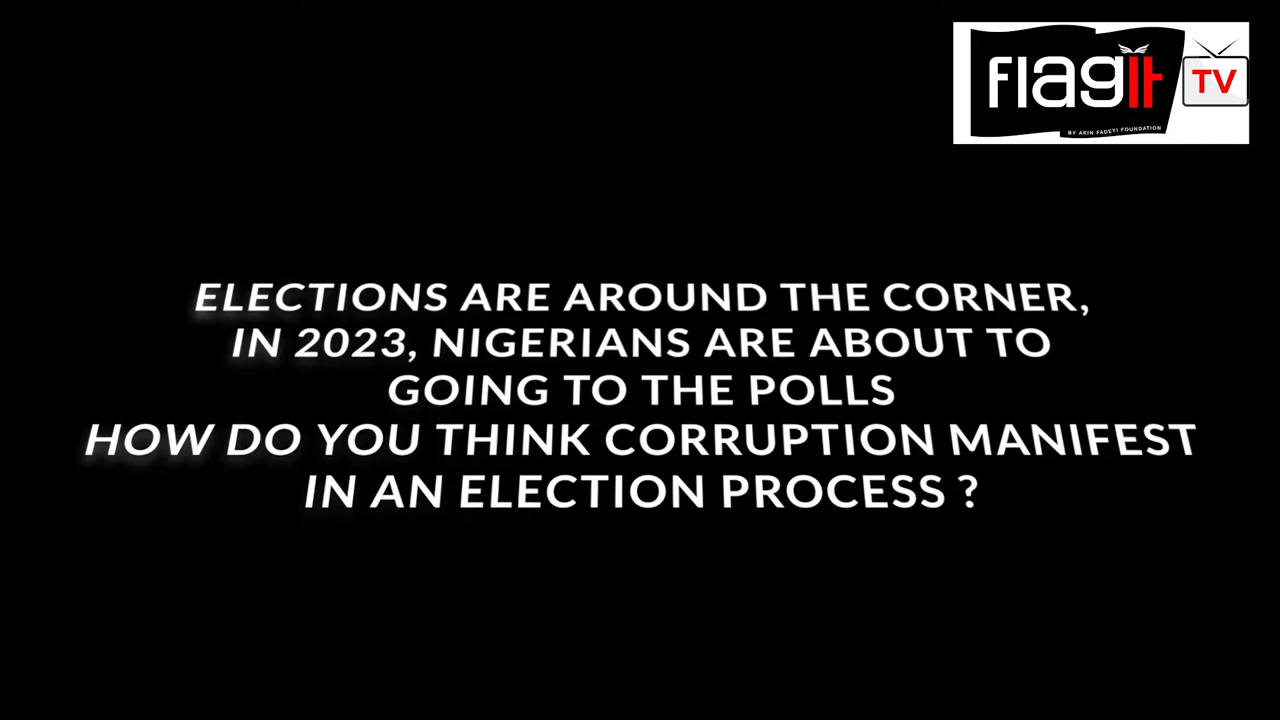 flagIt TV
BY AKIN FADEYI FOUNDATION
ELECTIONS ARE AROUND THE CORNER,
IN 2023, NIGERIANS ARE ABOUT TO
GOING TO THE POLLS
HOW DO YOU THINK CORRUPTION MANIFEST
IN AN ELECTION PROCESS ?